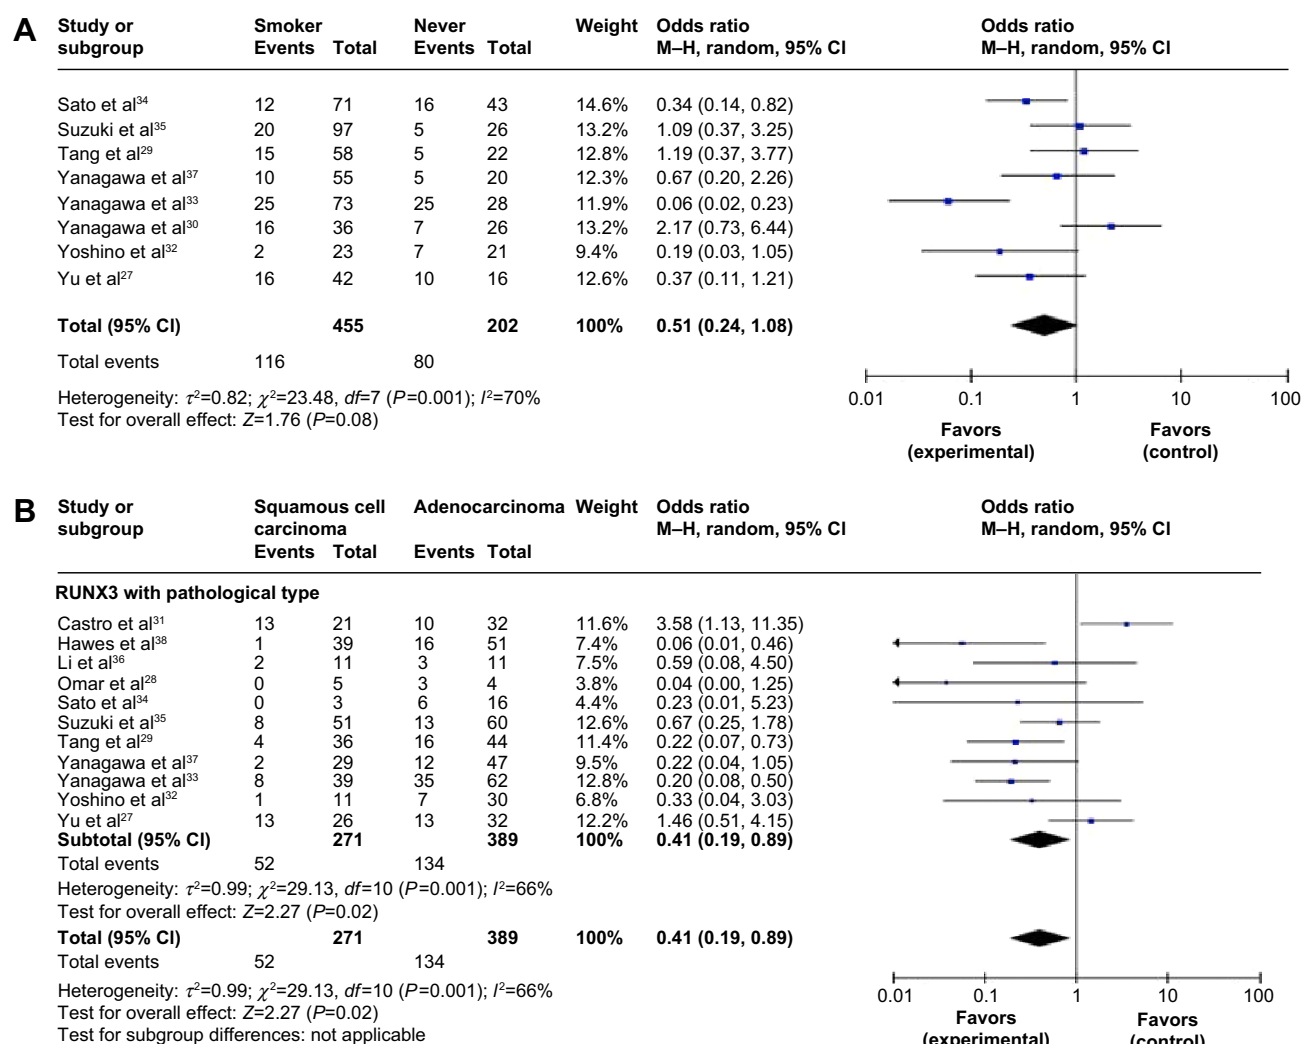 A
Study or subgroup Smoker Events Total Never Events Total Weight Odds ratio M–H, random, 95% CI Odds ratio M–H, random, 95% CI
Sato et al34 12 71 16 43 14.6% 0.34 (0.14, 0.82)
Suzuki et al35 20 97 5 26 13.2% 1.09 (0.37, 3.25)
Tang et al29 15 58 5 22 12.8% 1.19 (0.37, 3.77)
Yanagawa et al37 10 55 5 20 12.3% 0.67 (0.20, 2.26)
Yanagawa et al33 25 73 25 28 11.9% 0.06 (0.02, 0.23)
Yanagawa et al30 16 36 7 26 13.2% 2.17 (0.73, 6.44)
Yoshino et al32 2 23 7 21 9.4% 0.19 (0.03, 1.05)
Yu et al27 16 42 10 16 12.6% 0.37 (0.11, 1.21)
Total (95% CI) 455 202 100% 0.51 (0.24, 1.08)
Total events 116 80
Heterogeneity: τ2=0.82; χ2=23.48, df=7 (P=0.001); I2=70%
Test for overall effect: Z=1.76 (P=0.08)
0.01 0.1 1 10 100
Favors (experimental) Favors (control)
B
Study or subgroup Squamous cell carcinoma Events Total Adenocarcinoma Events Total Weight Odds ratio M–H, random, 95% CI Odds ratio M–H, random, 95% CI
RUNX3 with pathological type
Castro et al31 13 21 10 32 11.6% 3.58 (1.13, 11.35)
Hawes et al38 1 39 16 51 7.4% 0.06 (0.01, 0.46)
Li et al36 2 11 3 11 7.5% 0.59 (0.08, 4.50)
Omar et al28 0 5 3 4 3.8% 0.04 (0.00, 1.25)
Sato et al34 0 3 6 16 4.4% 0.23 (0.01, 5.23)
Suzuki et al35 8 51 13 60 12.6% 0.67 (0.25, 1.78)
Tang et al29 4 36 16 44 11.4% 0.22 (0.07, 0.73)
Yanagawa et al37 2 29 12 47 9.5% 0.22 (0.04, 1.05)
Yanagawa et al33 8 39 35 62 12.8% 0.20 (0.08, 0.50)
Yoshino et al32 1 11 7 30 6.8% 0.33 (0.04, 3.03)
Yu et al27 13 26 13 32 12.2% 1.46 (0.51, 4.15)
Subtotal (95% CI) 271 389 100% 0.41 (0.19, 0.89)
Total events 52 134
Heterogeneity: τ2=0.99; χ2=29.13, df=10 (P=0.001); I2=66%
Test for overall effect: Z=2.27 (P=0.02)
Total (95% CI) 271 389 100% 0.41 (0.19, 0.89)
Total events 52 134
Heterogeneity: τ2=0.99; χ2=29.13, df=10 (P=0.001); I2=66%
Test for overall effect: Z=2.27 (P=0.02)
Test for subgroup differences: not applicable
0.01 0.1 1 10 100
Favors (experimental) Favors (control)